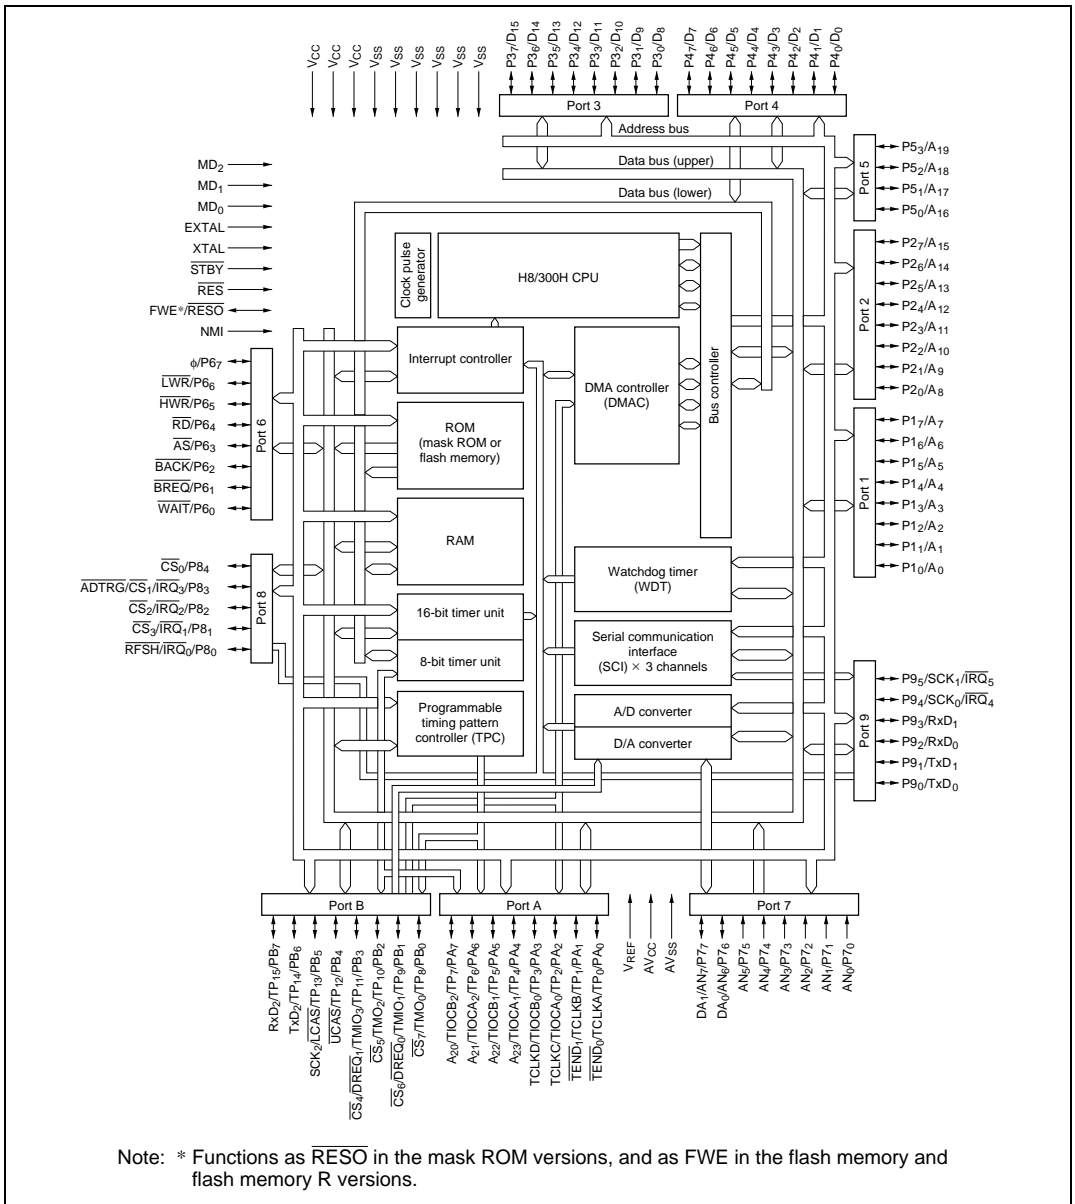 VCC
VCC
VCC
VSS
VSS
VSS
VSS
VSS
VSS
P37/D15
P36/D14
P35/D13
P34/D12
P33/D11
P32/D10
P31/D9
P30/D8
P47/D7
P46/D6
P45/D5
P44/D4
P43/D3
P42/D2
P41/D1
P40/D0
Port 3
Port 4
Address bus
Data bus (upper)
Data bus (lower)
MD2
MD1
MD0
EXTAL
XTAL
STBY
RES
FWE*/RESO
NMI
φ/P67
LWR/P66
HWR/P65
RD/P64
AS/P63
BACK/P62
BREQ/P61
WAIT/P60
Port 6
CS0/P84
ADTRG/CS1/IRQ3/P83
CS2/IRQ2/P82
CS3/IRQ1/P81
RFSH/IRQ0/P80
Port 8
Clock pulse
generator
H8/300H CPU
Interrupt controller
ROM
(mask ROM or
flash memory)
RAM
16-bit timer unit
8-bit timer unit
Programmable
timing pattern
controller (TPC)
DMA controller
(DMAC)
Bus controller
Watchdog timer
(WDT)
Serial communication
interface
(SCI) × 3 channels
A/D converter
D/A converter
Port 5
P53/A19
P52/A18
P51/A17
P50/A16
Port 2
P27/A15
P26/A14
P25/A13
P24/A12
P23/A11
P22/A10
P21/A9
P20/A8
Port 1
P17/A7
P16/A6
P15/A5
P14/A4
P13/A3
P12/A2
P11/A1
P10/A0
Port 9
P95/SCK1/IRQ5
P94/SCK0/IRQ4
P93/RxD1
P92/RxD0
P91/TxD1
P90/TxD0
Port B
Port A
Port 7
RxD2/TP15/PB7
TxD2/TP14/PB6
SCK2/LCAS/TP13/PB5
UCAS/TP12/PB4
CS4/DREQ1/TMIO3/TP11/PB3
CS5/TMO2/TP10/PB2
CS6/DREQ0/TMIO1/TP9/PB1
CS7/TMO0/TP8/PB0
A20/TIOCB2/TP7/PA7
A21/TIOCA2/TP6/PA6
A22/TIOCB1/TP5/PA5
A23/TIOCA1/TP4/PA4
TCLKD/TIOCB0/TP3/PA3
TCLKC/TIOCA0/TP2/PA2
TEND1/TCLKB/TP1/PA1
TEND0/TCLKA/TP0/PA0
VREF
AVCC
AVSS
DA1/AN7/P77
DA0/AN6/P76
AN5/P75
AN4/P74
AN3/P73
AN2/P72
AN1/P71
AN0/P70
Note: * Functions as RESO in the mask ROM versions, and as FWE in the flash memory and
flash memory R versions.